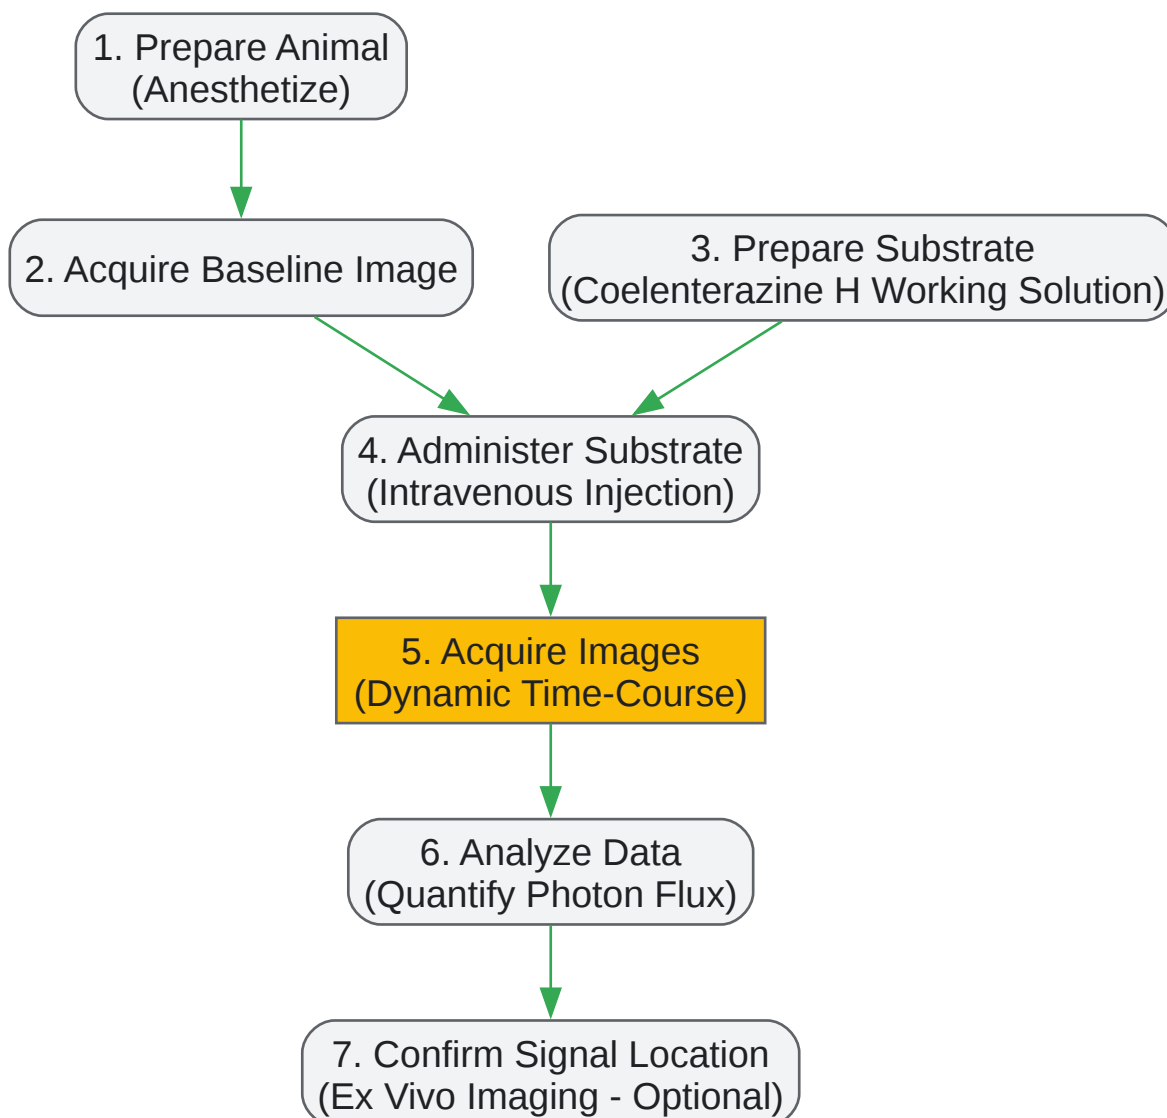 1. Prepare Animal
(Anesthetize)
2. Acquire Baseline Image
3. Prepare Substrate
(Coelenterazine H Working Solution)
4. Administer Substrate
(Intravenous Injection)
5. Acquire Images
(Dynamic Time-Course)
6. Analyze Data
(Quantify Photon Flux)
7. Confirm Signal Location
(Ex Vivo Imaging - Optional)